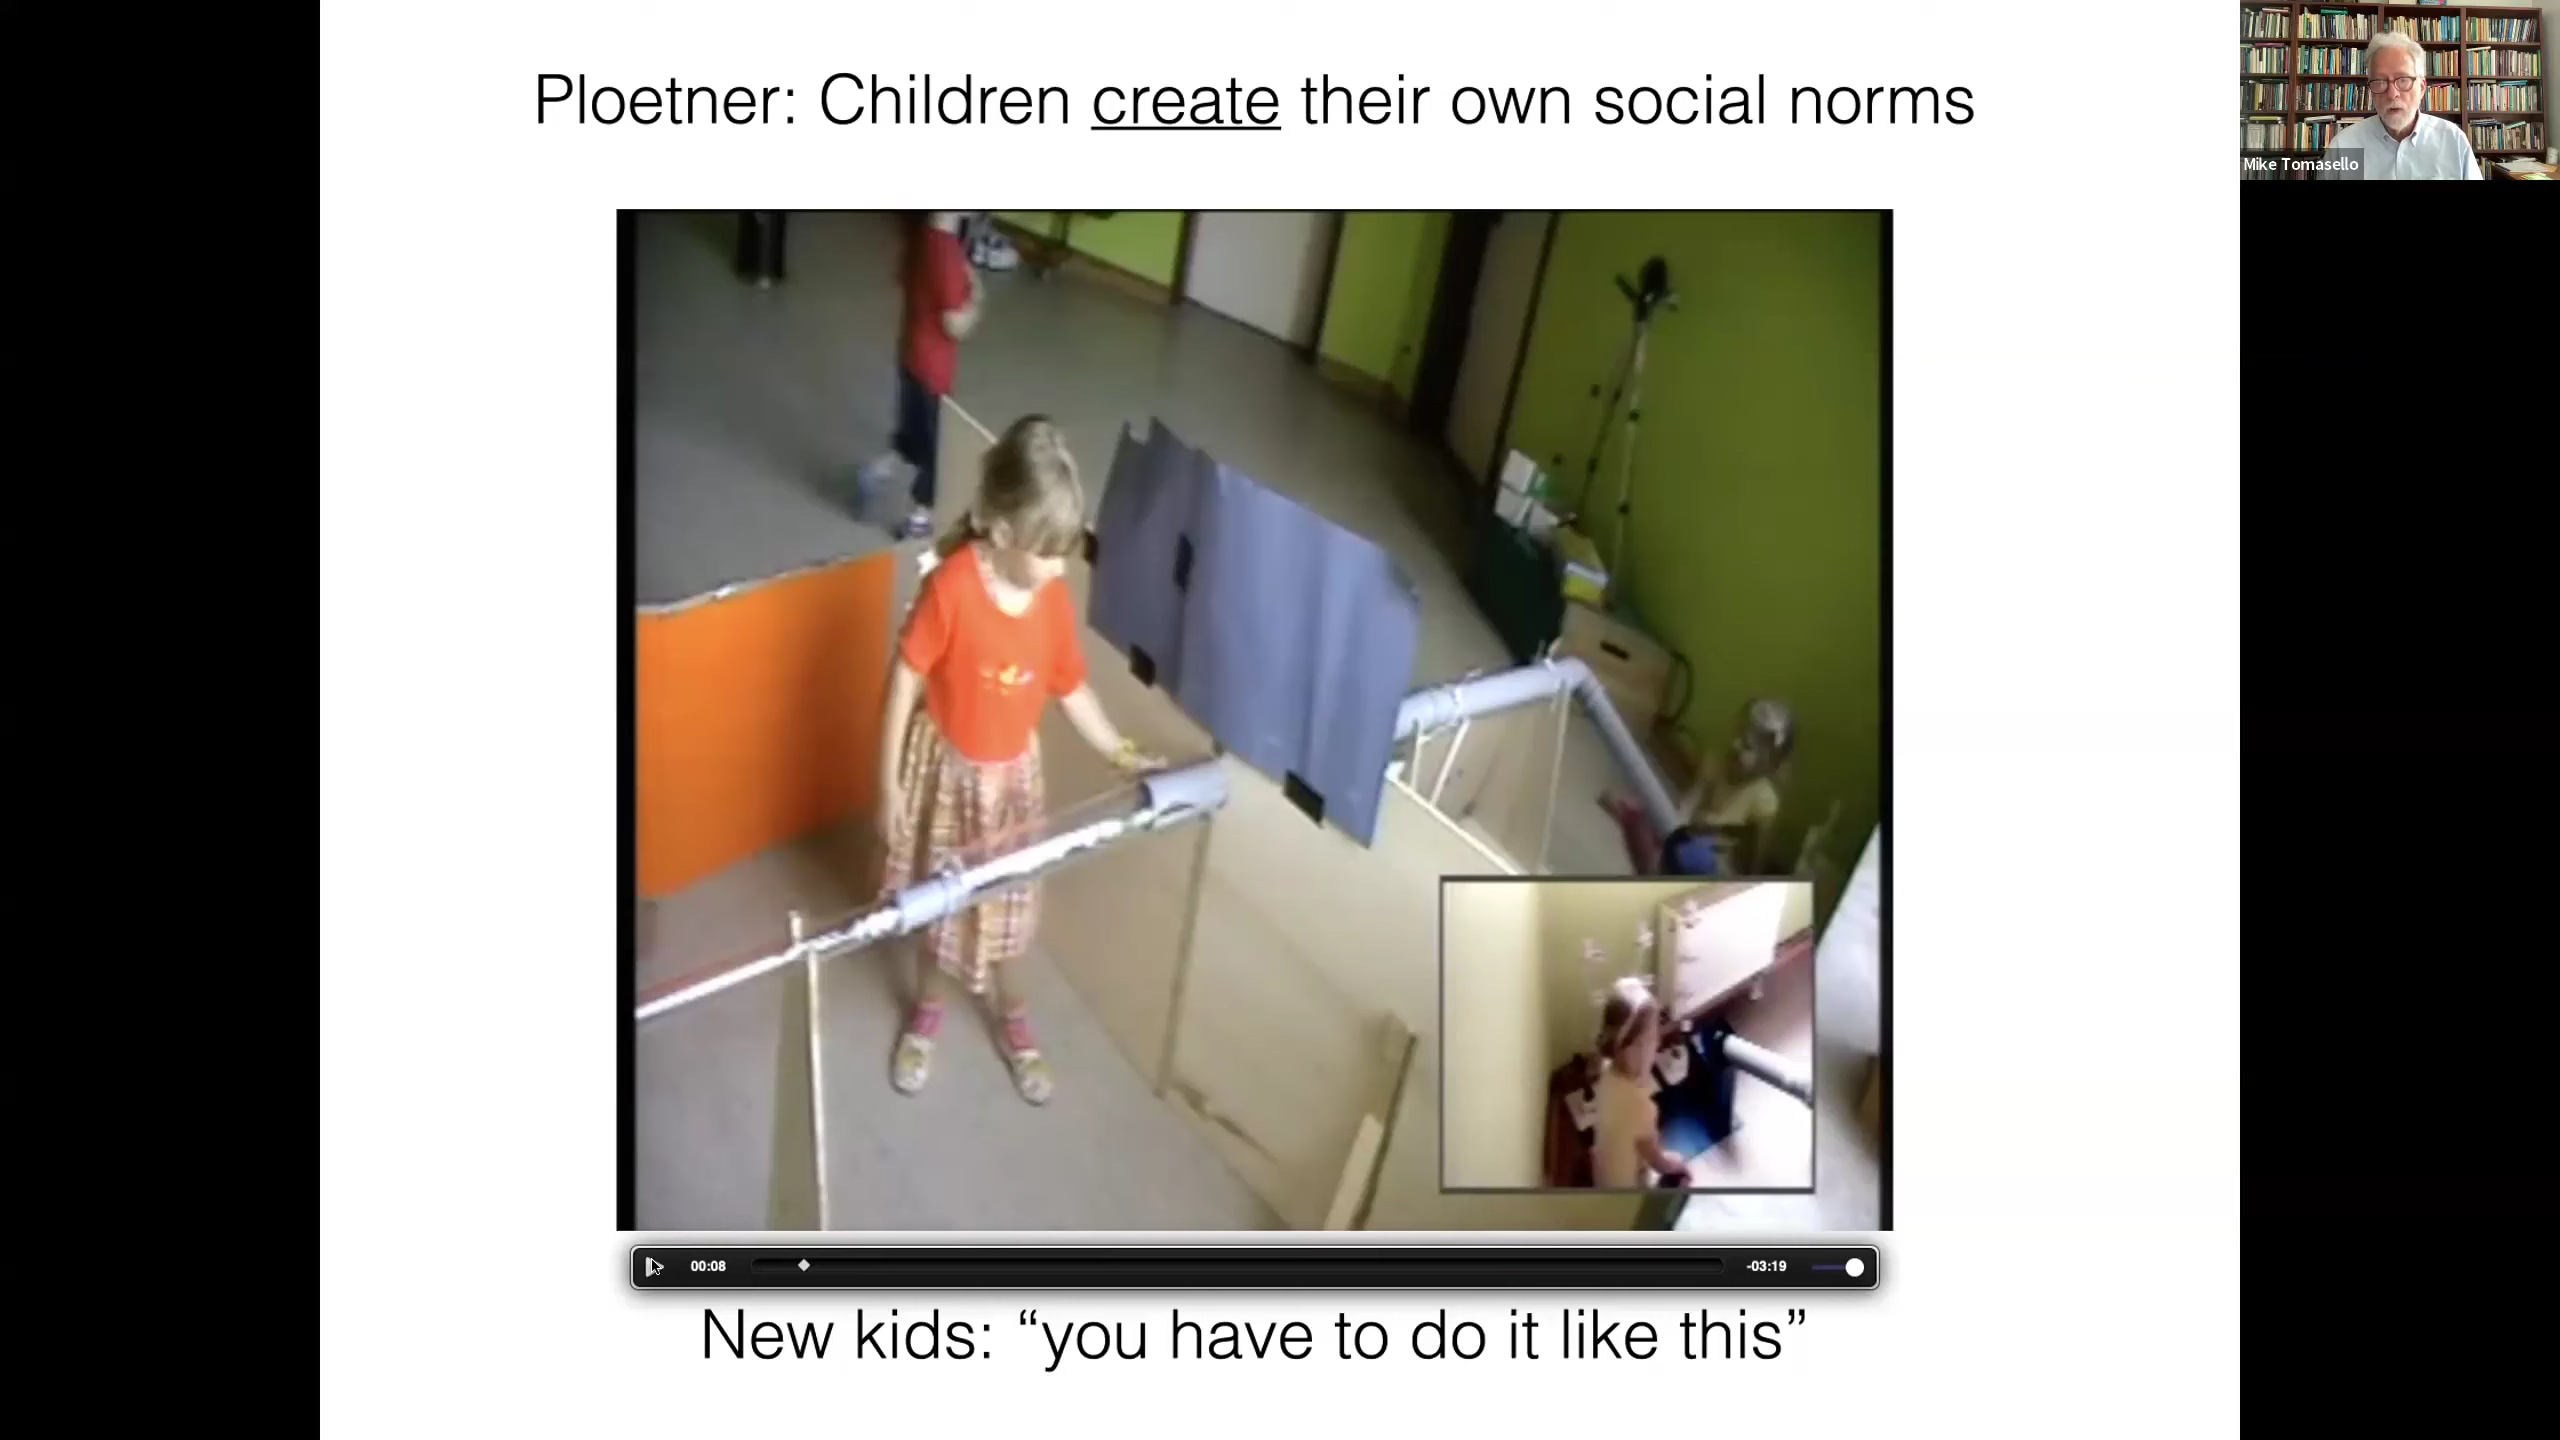 Ploetner: Children create their own social norms
Mike Tomasello
00:08
-03:19
New kids: “you have to do it like this”